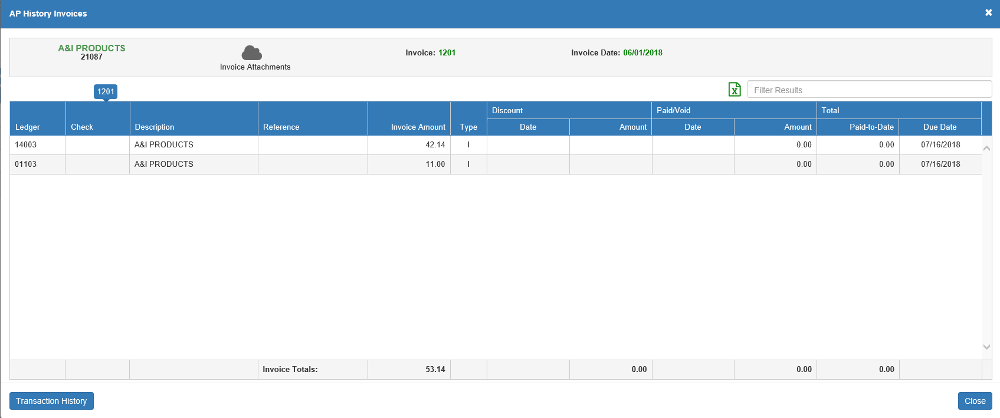 AP History Invoices
A&I PRODUCTS
21087
Invoice Attachments
Invoice: 1201
Invoice Date: 06/01/2018
1201
Filter Results
Discount Paid/Void Total
Ledger Check Description Reference Invoice Amount Type Date Amount Date Amount Paid-to-Date Due Date
14003 A&I PRODUCTS 42.14 I 0.00 0.00 07/16/2018
01103 A&I PRODUCTS 11.00 I 0.00 0.00 07/16/2018
Invoice Totals: 53.14 0.00 0.00 0.00
Transaction History
Close